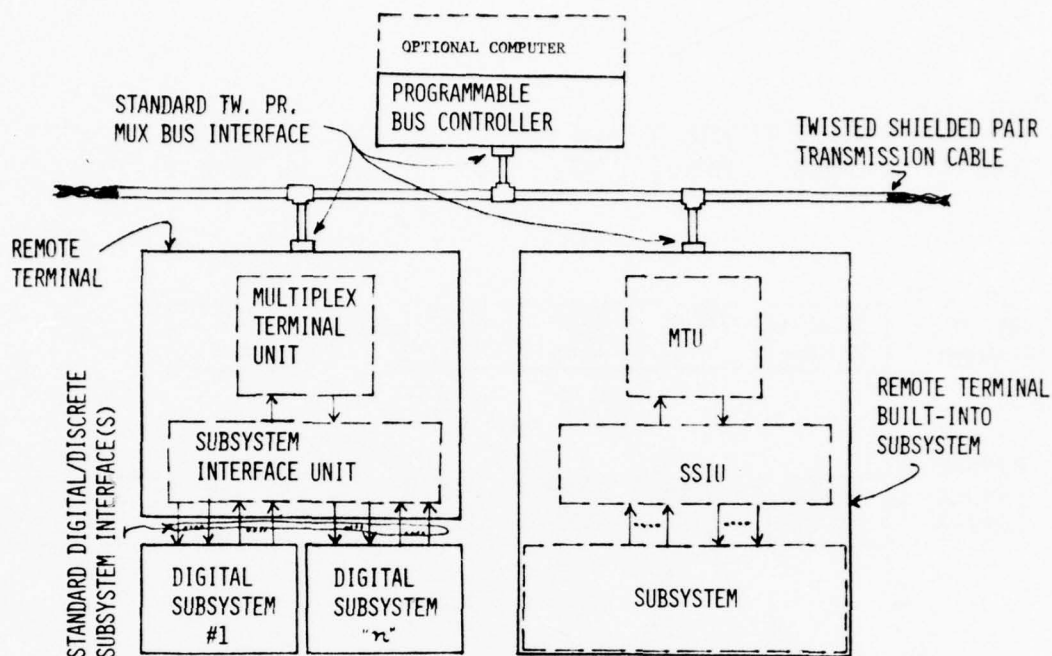 OPTIONAL COMPUTER
PROGRAMMABLE
BUS CONTROLLER
STANDARD TW. PR.
MUX BUS INTERFACE
TWISTED SHIELDED PAIR
TRANSMISSION CABLE
REMOTE
TERMINAL
MULTIPLEX
TERMINAL
UNIT
MTU
SUBSYSTEM
INTERFACE UNIT
SSIU
REMOTE TERMINAL
BUILT-INTO
SUBSYSTEM
STANDARD DIGITAL/DISCRETE
SUBSYSTEM INTERFACE(S)
DIGITAL
SUBSYSTEM
#1
DIGITAL
SUBSYSTEM
"n"
SUBSYSTEM